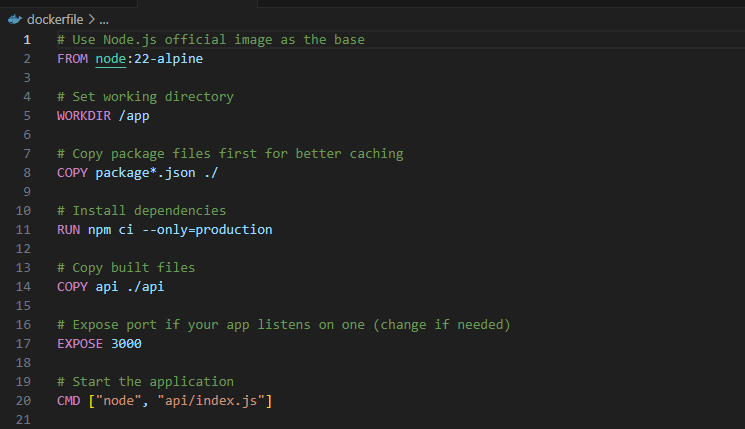 dockerfile > ...
1 # Use Node.js official image as the base
2 FROM node:22-alpine
3
4 # Set working directory
5 WORKDIR /app
6
7 # Copy package files first for better caching
8 COPY package*.json ./
9
10 # Install dependencies
11 RUN npm ci --only=production
12
13 # Copy built files
14 COPY api ./api
15
16 # Expose port if your app listens on one (change if needed)
17 EXPOSE 3000
18
19 # Start the application
20 CMD ["node", "api/index.js"]
21